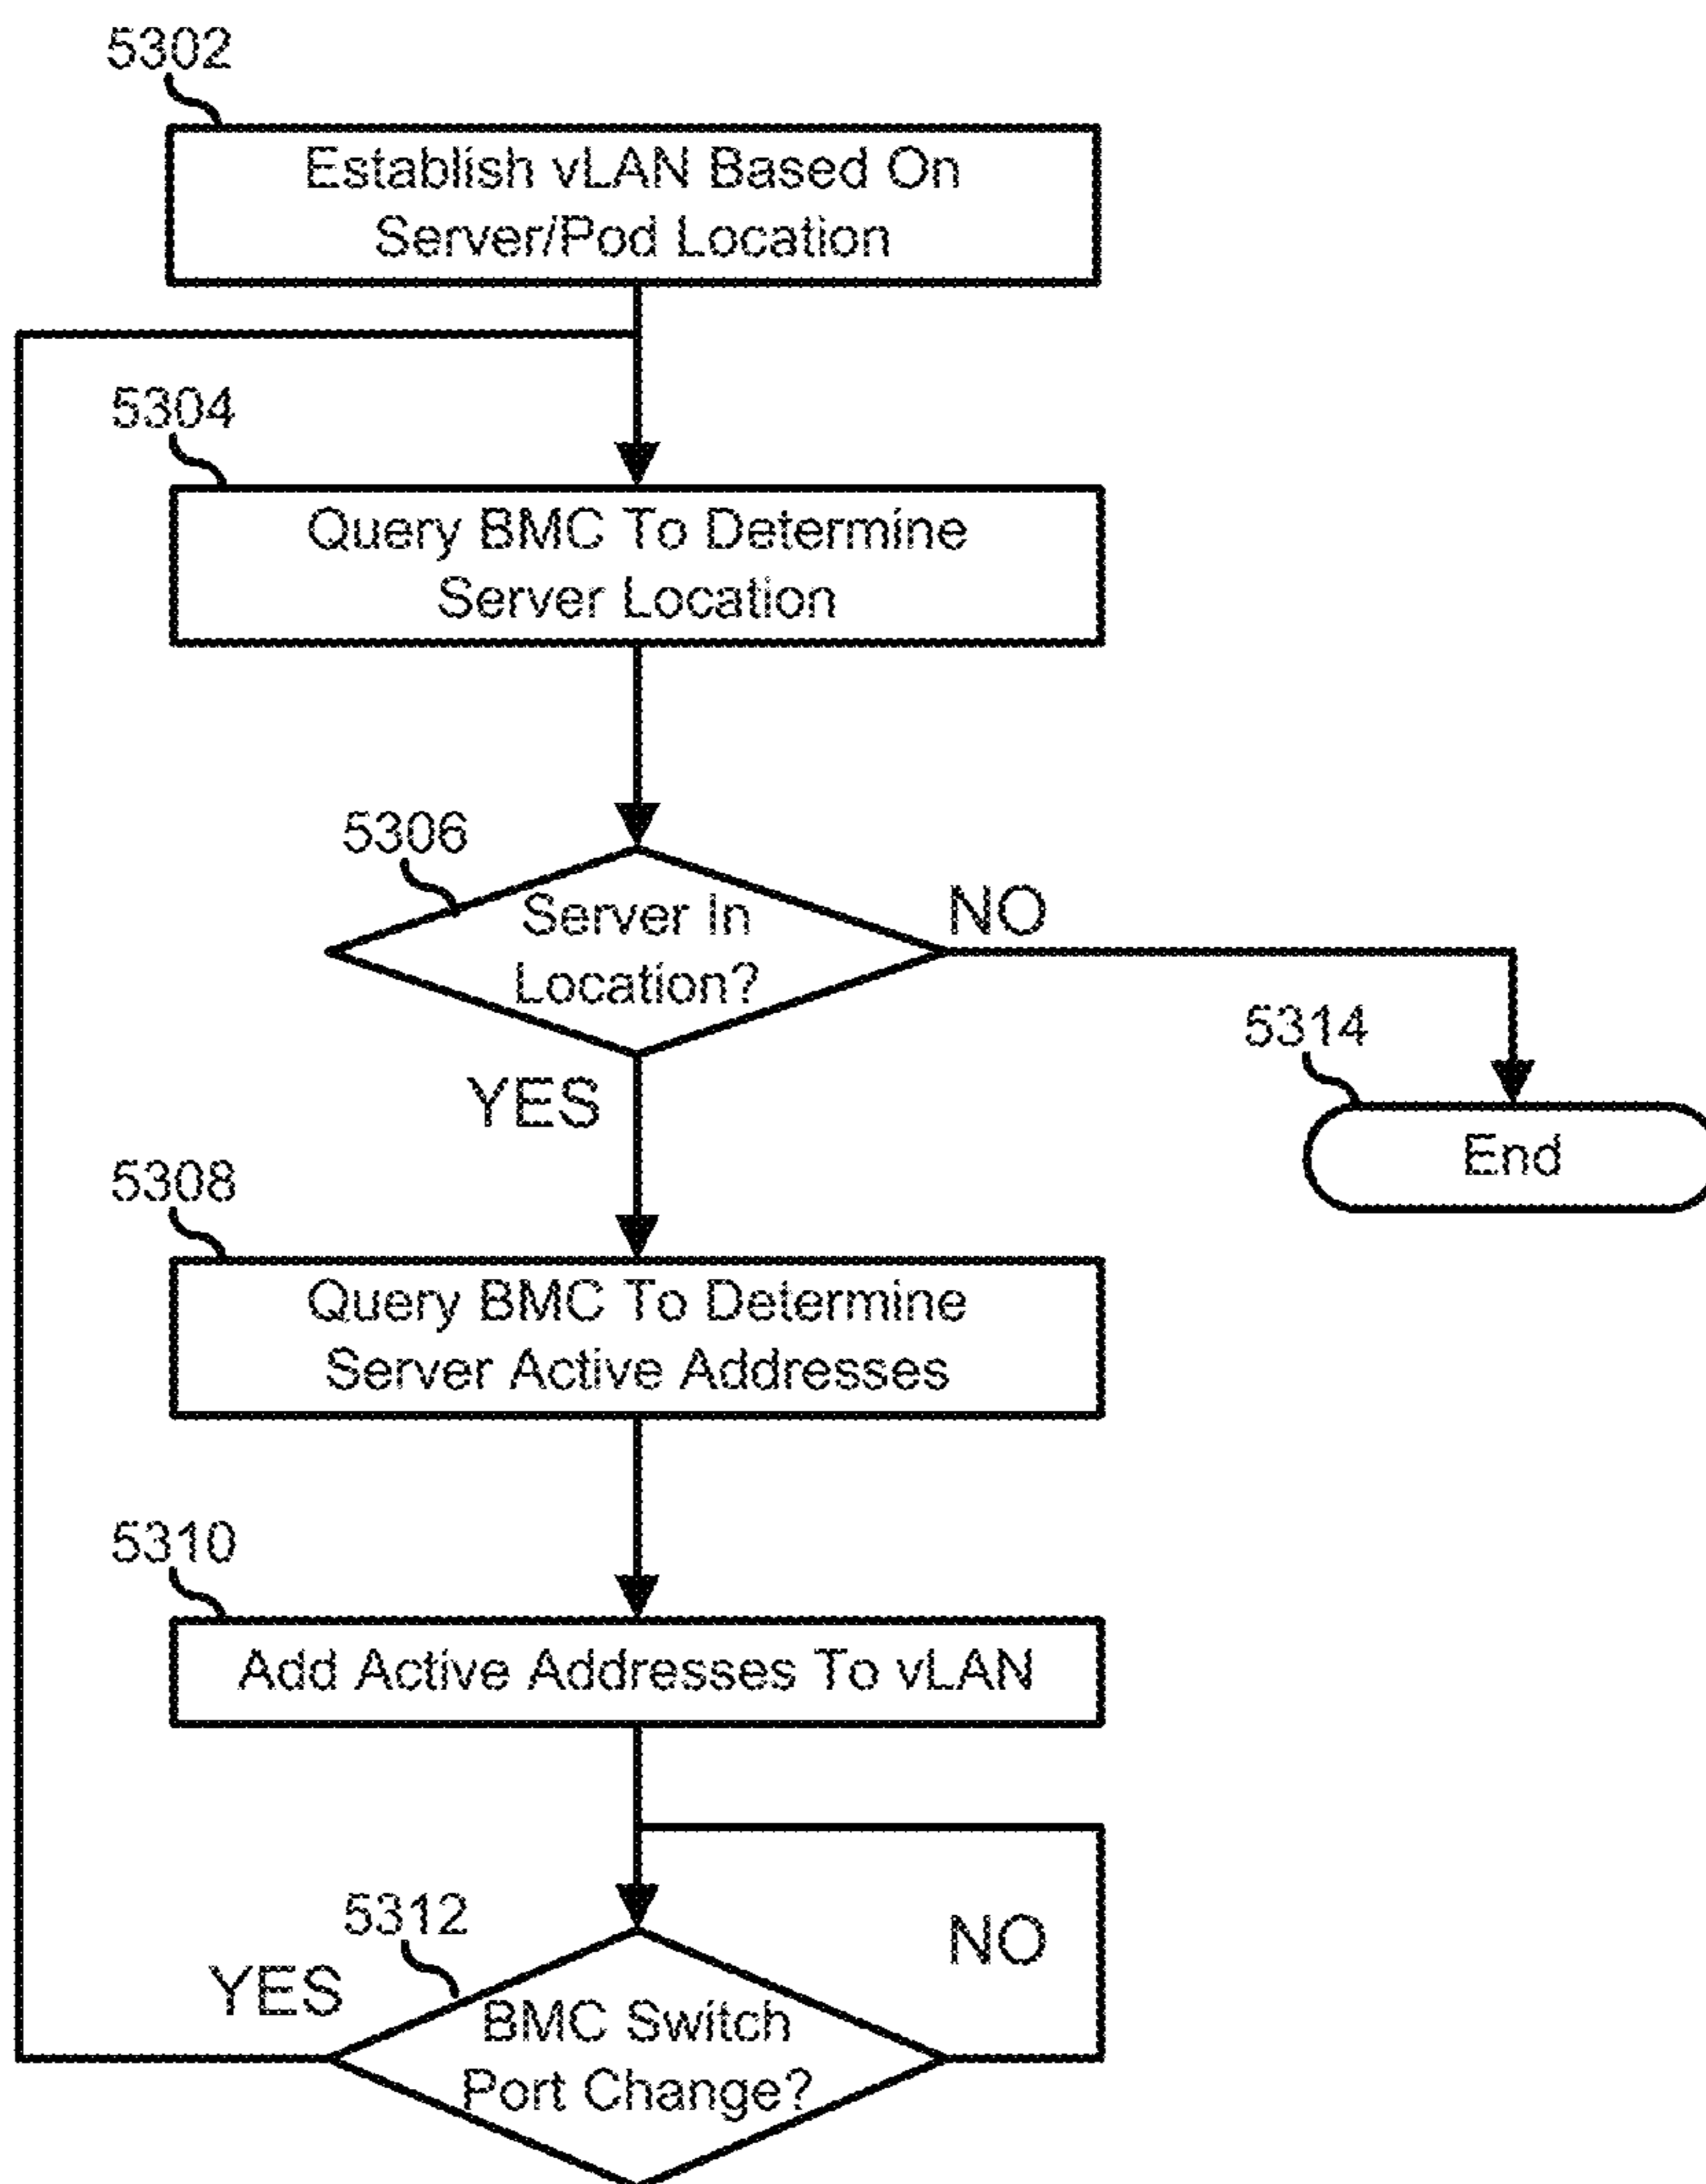 5302
Establish vLAN Based On
Server/Pod Location
5304
Query BMC To Determine
Server Location
5306
Server In
Location?
NO
YES
5314
End
5308
Query BMC To Determine
Server Active Addresses
5310
Add Active Addresses To vLAN
5312
NO
YES
BMC Switch
Port Change?